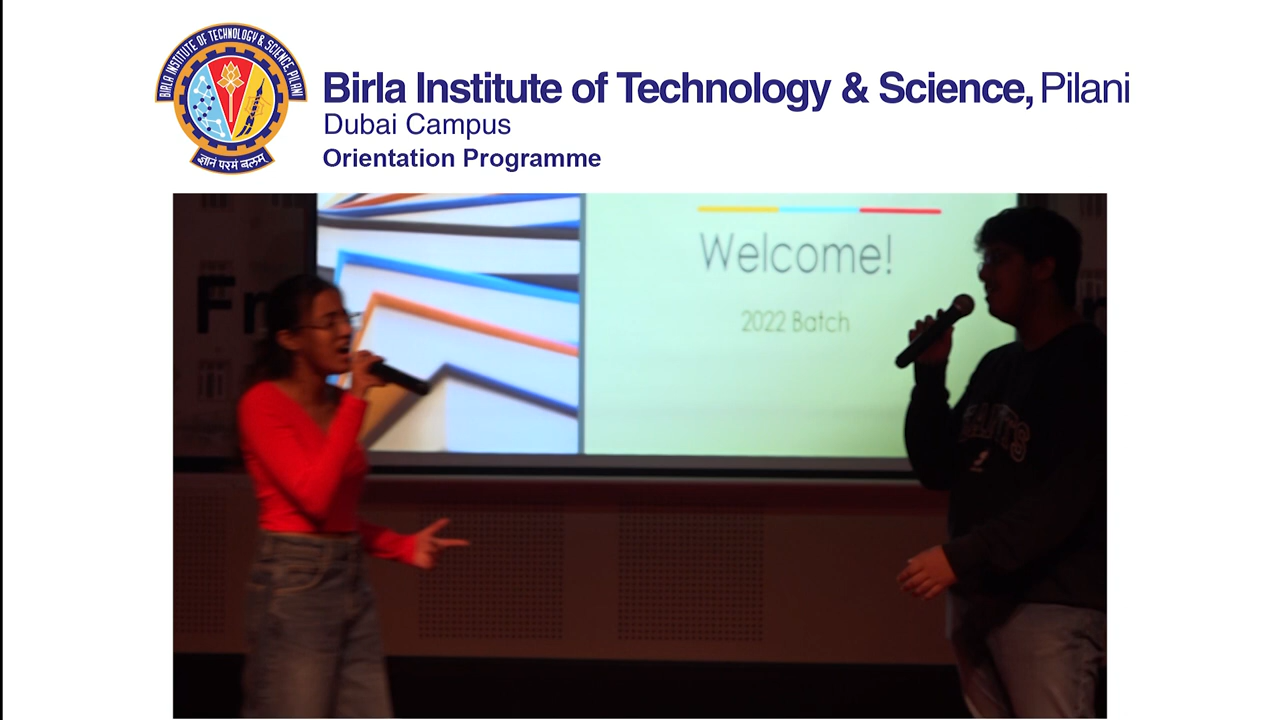 BIRLA INSTITUTE OF TECHNOLOGY & SCIENCE, PILANI
ज्ञानं परमं बलम्
Birla Institute of Technology & Science, Pilani
Dubai Campus
Orientation Programme
Welcome!
2022 Batch